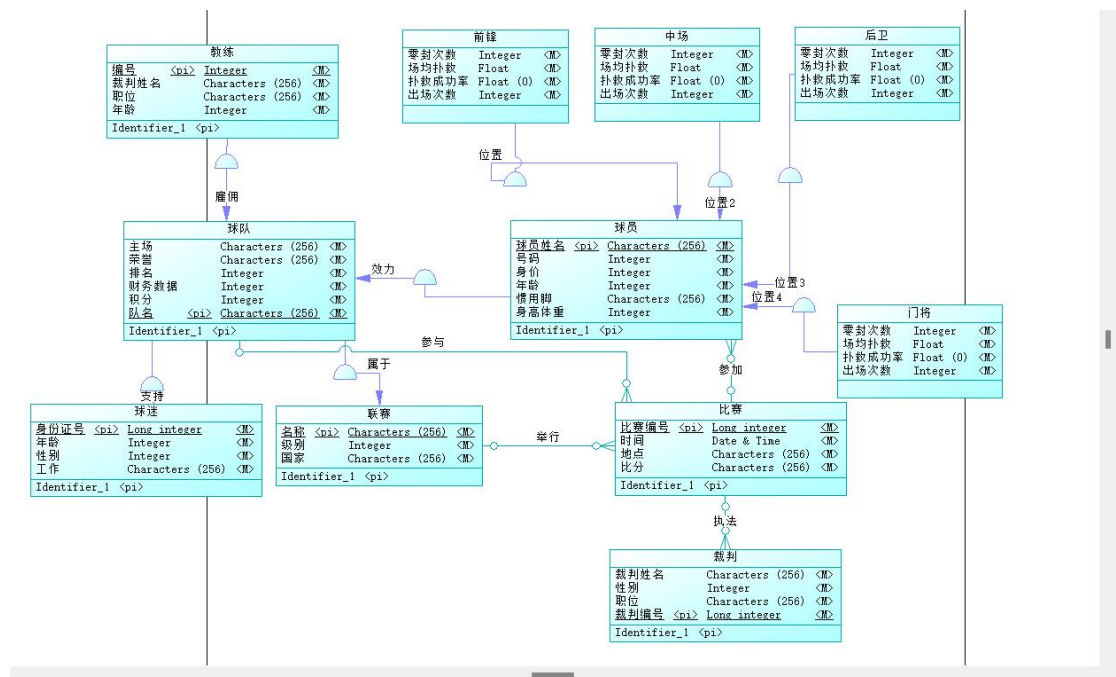 教练
编号 <pi> Integer <M>
裁判姓名 Characters (256) <M>
职位 Characters (256) <M>
年龄 Integer <M>
Identifier_1 <pi>
前锋
零封次数 Integer <M>
场均扑救 Float <M>
扑救成功率 Float (0) <M>
出场次数 Integer <M>
中场
零封次数 Integer <M>
场均扑救 Float <M>
扑救成功率 Float (0) <M>
出场次数 Integer <M>
后卫
零封次数 Integer <M>
场均扑救 Float <M>
扑救成功率 Float (0) <M>
出场次数 Integer <M>
位置
雇佣
位置2
球队
主场 Characters (256) <M>
荣誉 Characters (256) <M>
排名 Integer <M>
财务数据 Integer <M>
积分 Integer <M>
队名 <pi> Characters (256) <M>
Identifier_1 <pi>
效力
球员
球员姓名 <pi> Characters (256) <M>
号码 Integer <M>
身价 Integer <M>
年龄 Integer <M>
惯用脚 Characters (256) <M>
身高体重 Integer <M>
Identifier_1 <pi>
位置3
位置4
门将
零封次数 Integer <M>
场均扑救 Float <M>
扑救成功率 Float (0) <M>
出场次数 Integer <M>
参与
属于
参加
支持
球迷
身份证号 <pi> Long integer <M>
年龄 Integer <M>
性别 Integer <M>
工作 Characters (256) <M>
Identifier_1 <pi>
联赛
名称 <pi> Characters (256) <M>
级别 Integer <M>
国家 Characters (256) <M>
Identifier_1 <pi>
举行
比赛
比赛编号 <pi> Long integer <M>
时间 Date & Time <M>
地点 Characters (256) <M>
比分 Characters (256) <M>
Identifier_1 <pi>
执法
裁判
裁判姓名 Characters (256) <M>
性别 Integer <M>
职位 Characters (256) <M>
裁判编号 <pi> Long integer <M>
Identifier_1 <pi>